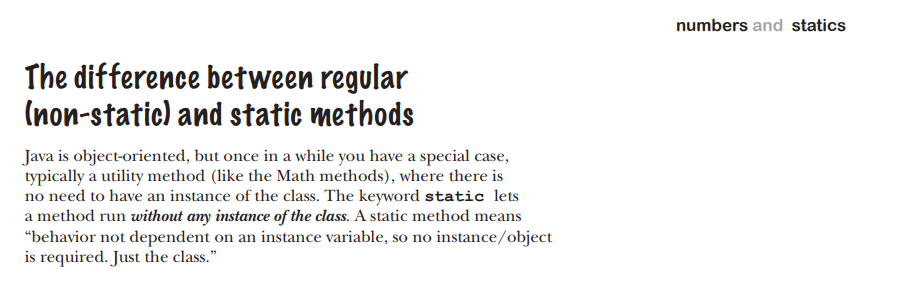 numbers and statics
The difference between regular
(non-static) and static methods
Java is object-oriented, but once in a while you have a special case,
typically a utility method (like the Math methods), where there is
no need to have an instance of the class. The keyword static lets
a method run without any instance of the class. A static method means
“behavior not dependent on an instance variable, so no instance/object
is required. Just the class.”